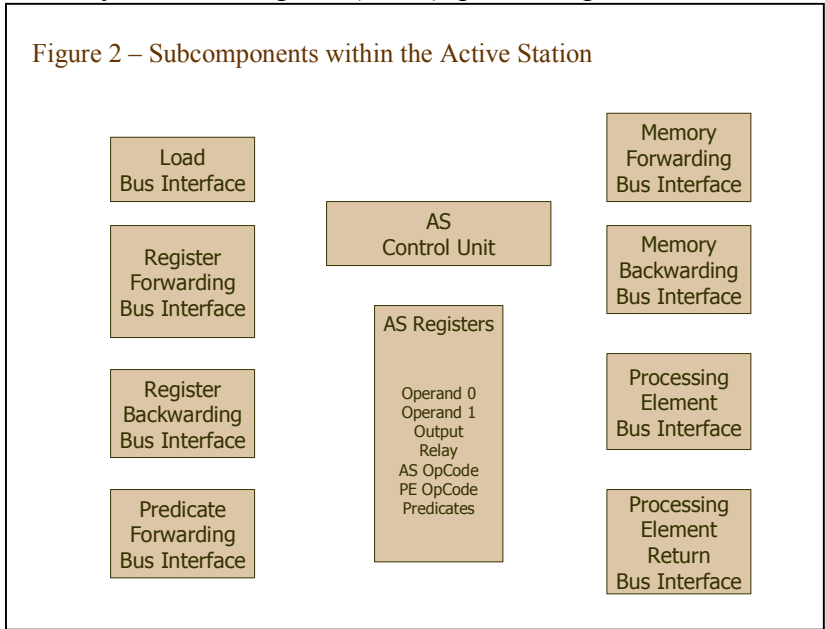 Figure 2 – Subcomponents within the Active Station
Load
Bus Interface
Register
Forwarding
Bus Interface
Register
Backwarding
Bus Interface
Predicate
Forwarding
Bus Interface
AS
Control Unit
AS Registers
Operand 0
Operand 1
Output
Relay
AS OpCode
PE OpCode
Predicates
Memory
Forwarding
Bus Interface
Memory
Backwarding
Bus Interface
Processing
Element
Bus Interface
Processing
Element
Return
Bus Interface